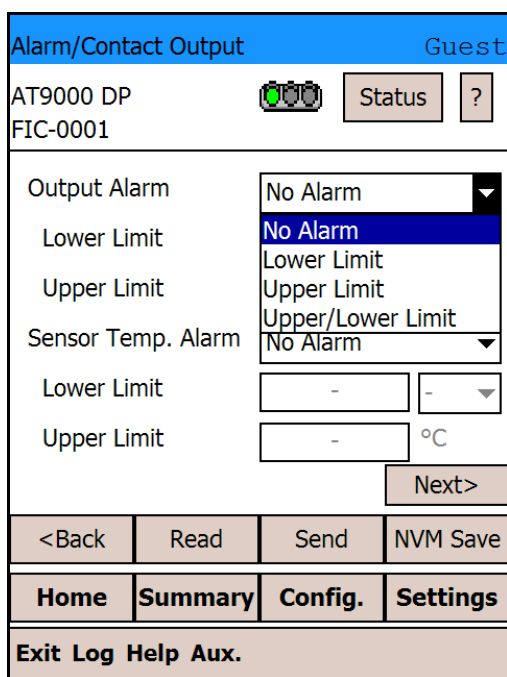 Alarm/Contact Output Guest
AT9000 DP Status ?
FIC-0001
Output Alarm No Alarm
No Alarm
Lower Limit Lower Limit
Upper Limit Upper Limit
Upper/Lower Limit
Sensor Temp. Alarm No Alarm
Lower Limit - -
Upper Limit - °C
Next>
<Back Read Send NVM Save
Home Summary Config. Settings
Exit Log Help Aux.